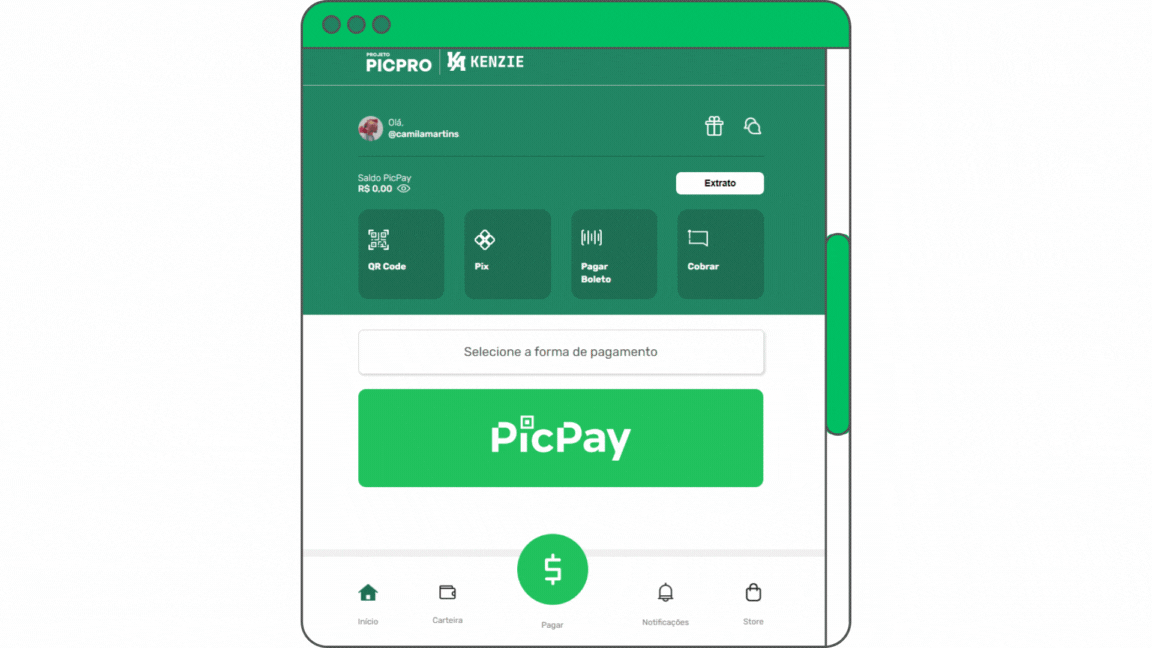 PROJETO
PICPRO
KENZIE
Olá,
@camilamartins
Saldo PicPay
R$ 0,00
Extrato
QR Code
Pix
Pagar
Boleto
Cobrar
Selecione a forma de pagamento
PicPay
$
Início
Carteira
Pagar
Notificações
Store